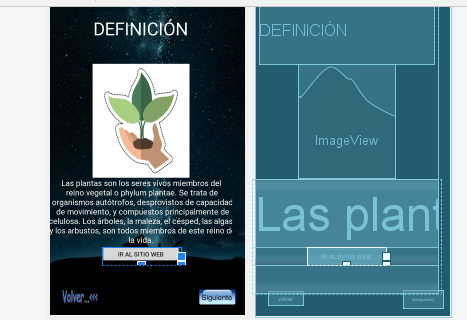 DEFINICIÓN
Las plantas son los seres vivos miembros del
reino vegetal o phylum plantae. Se trata de
organismos autótrofos, desprovistos de capacidad
de movimiento, y compuestos principalmente de
celulosa. Los árboles, la maleza, el césped, las algas
y los arbustos, son todos miembros de este reino de
la vida.
IR AL SITIO WEB
Volver...<<<
Siguiente
DEFINICIÓN
ImageView
Las plant
IR AL SITIO WEB
volver